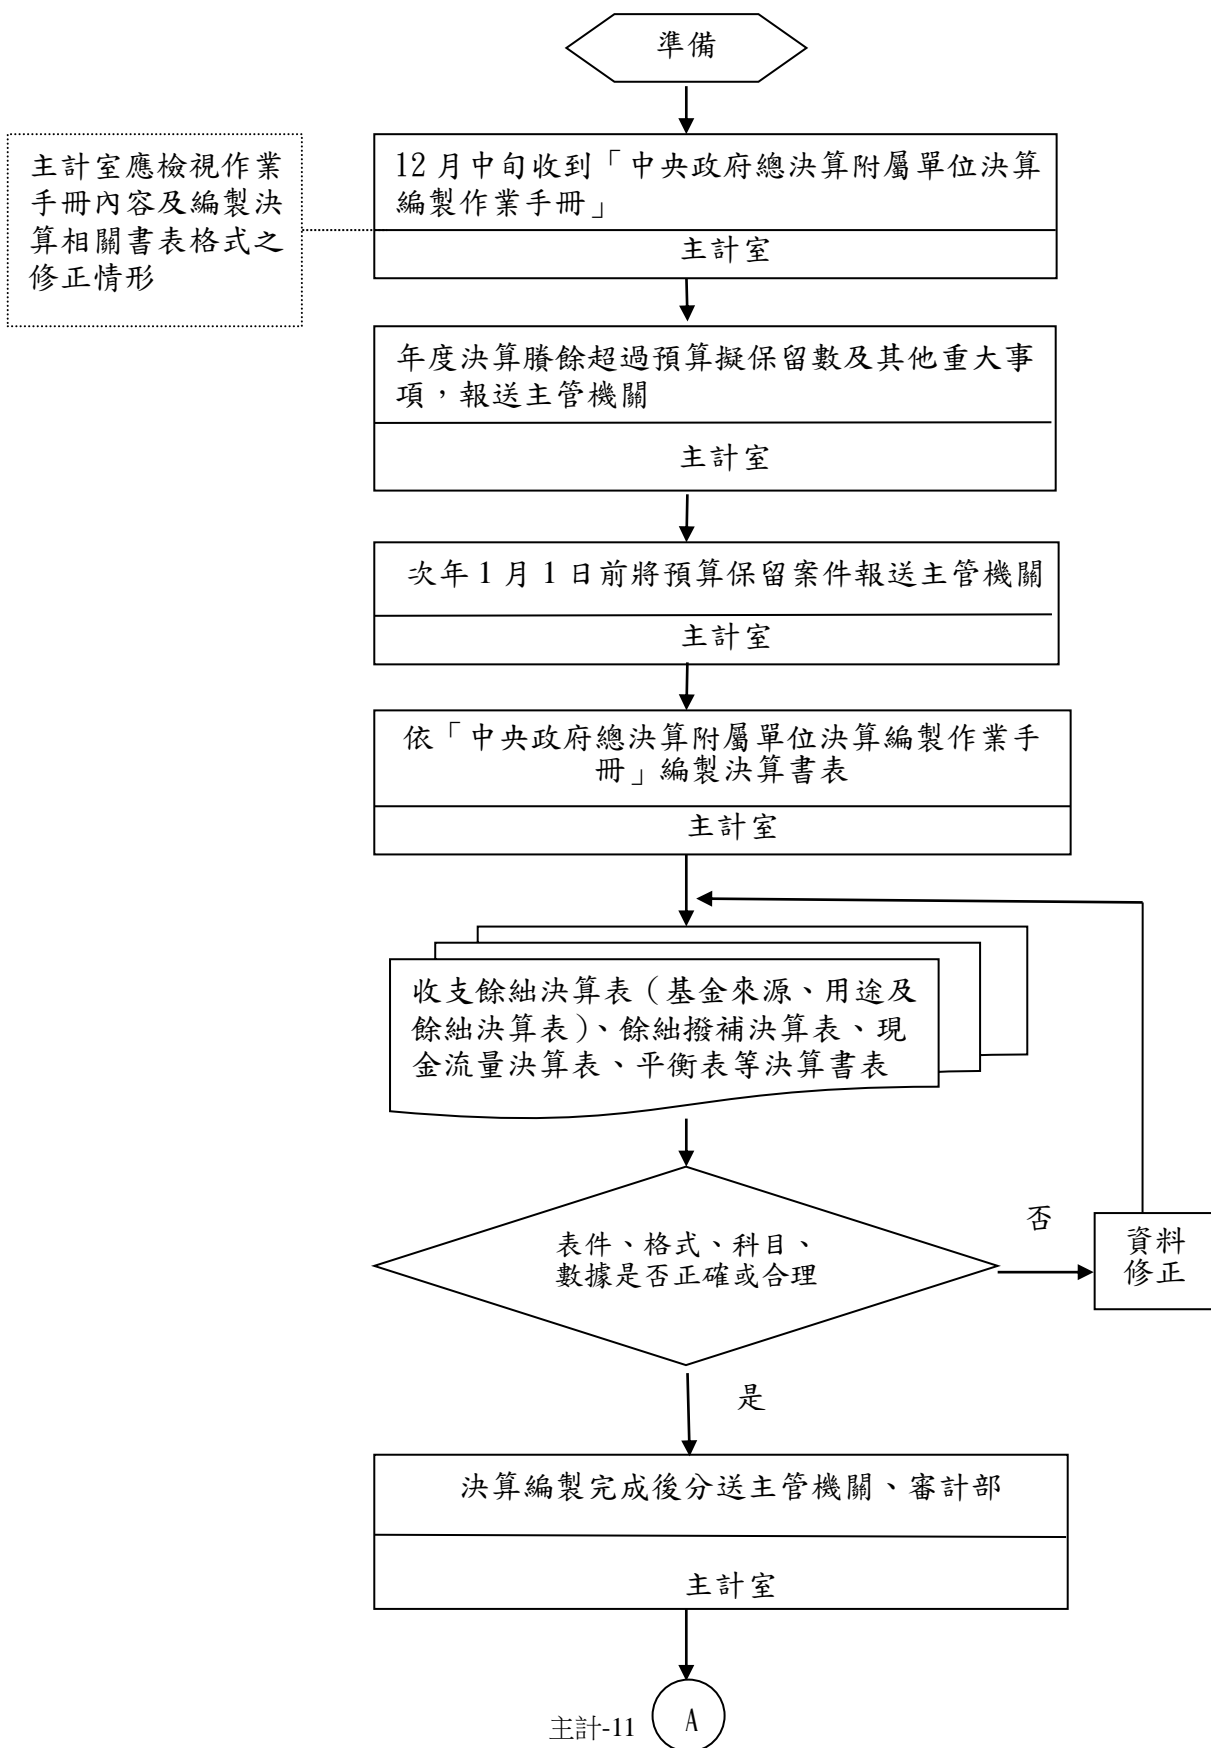 準備
主計室應檢視作業
手冊內容及編製決
算相關書表格式之
修正情形
12 月中旬收到「中央政府總決算附屬單位決算
編製作業手冊」
主計室
年度決算賸餘超過預算擬保留數及其他重大事
項，報送主管機關
主計室
次年 1 月 1 日前將預算保留案件報送主管機關
主計室
依「中央政府總決算附屬單位決算編製作業手
冊」編製決算書表
主計室
收支餘絀決算表（基金來源、用途及
餘絀決算表）、餘絀撥補決算表、現
金流量決算表、平衡表等決算書表
表件、格式、科目、
數據是否正確或合理
否
資料
修正
是
決算編製完成後分送主管機關、審計部
主計室
A
主計-11